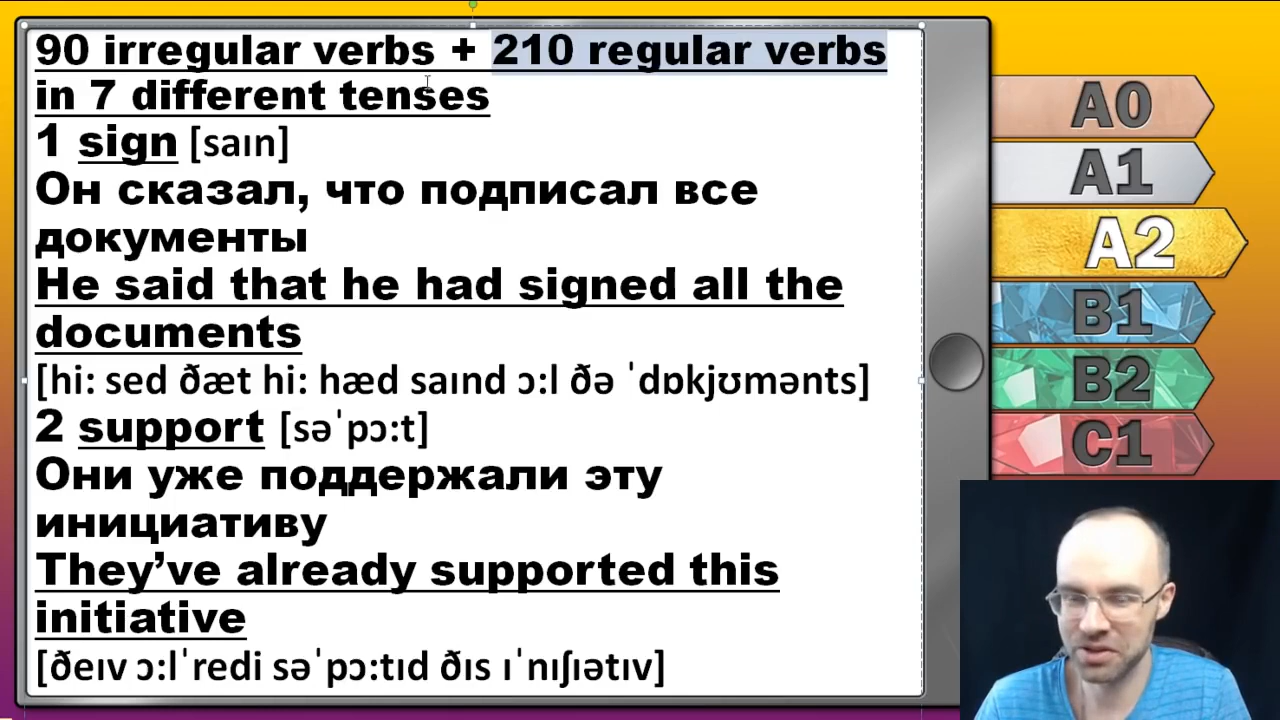 90 irregular verbs + 210 regular verbs
in 7 different tenses
1 sign [saɪn]
Он сказал, что подписал все
документы
He said that he had signed all the
documents
[hi: sed ðæt hi: hæd saɪnd ɔ:l ðə ˈdɒkjʊmənts]
2 support [səˈpɔ:t]
Они уже поддержали эту
инициативу
They’ve already supported this
initiative
[ðeɪv ɔ:lˈredi səˈpɔ:tɪd ðɪs ɪˈnɪʃɪətɪv]
A0
A1
A2
B1
B2
C1